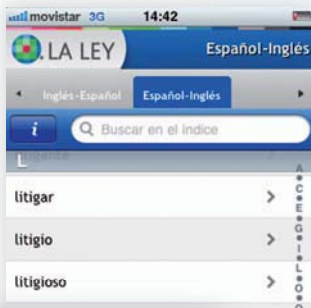 movistar 3G 14:42
LA LEY Español-Inglés
Inglés-Español Español-Inglés
i Buscar en el índice
L
litigar
litigio
litigioso
A
C
E
G
I
L
O